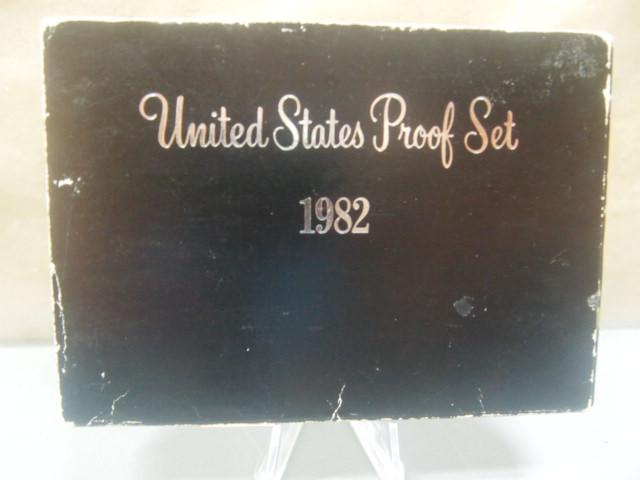 United States Proof Set
1982